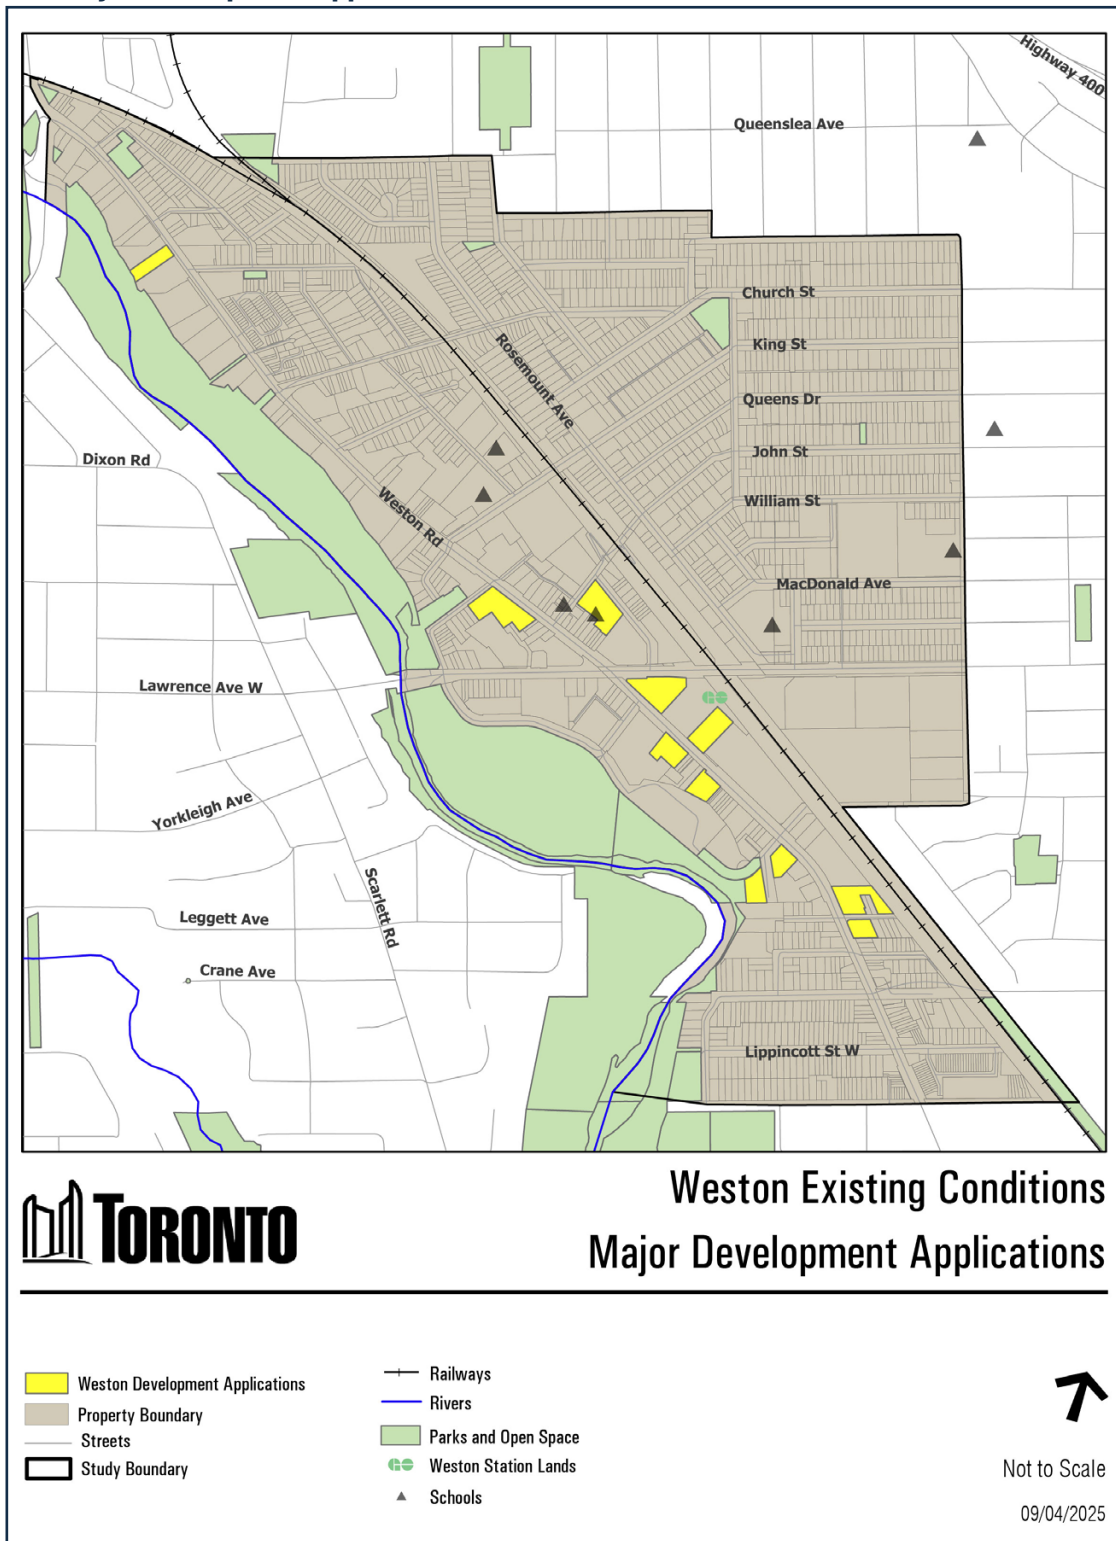 Highway 400
Queenslea Ave
Church St
King St
Rosemount Ave
Queens Dr
John St
Dixon Rd
Weston Rd
William St
MacDonald Ave
Lawrence Ave W
GO
Yorkleigh Ave
Scarlett Rd
Leggett Ave
Crane Ave
Lippincott St W
TORONTO
Weston Existing Conditions
Major Development Applications
Weston Development Applications
Property Boundary
Streets
Study Boundary
Railways
Rivers
Parks and Open Space
GO Weston Station Lands
Schools
Not to Scale
09/04/2025